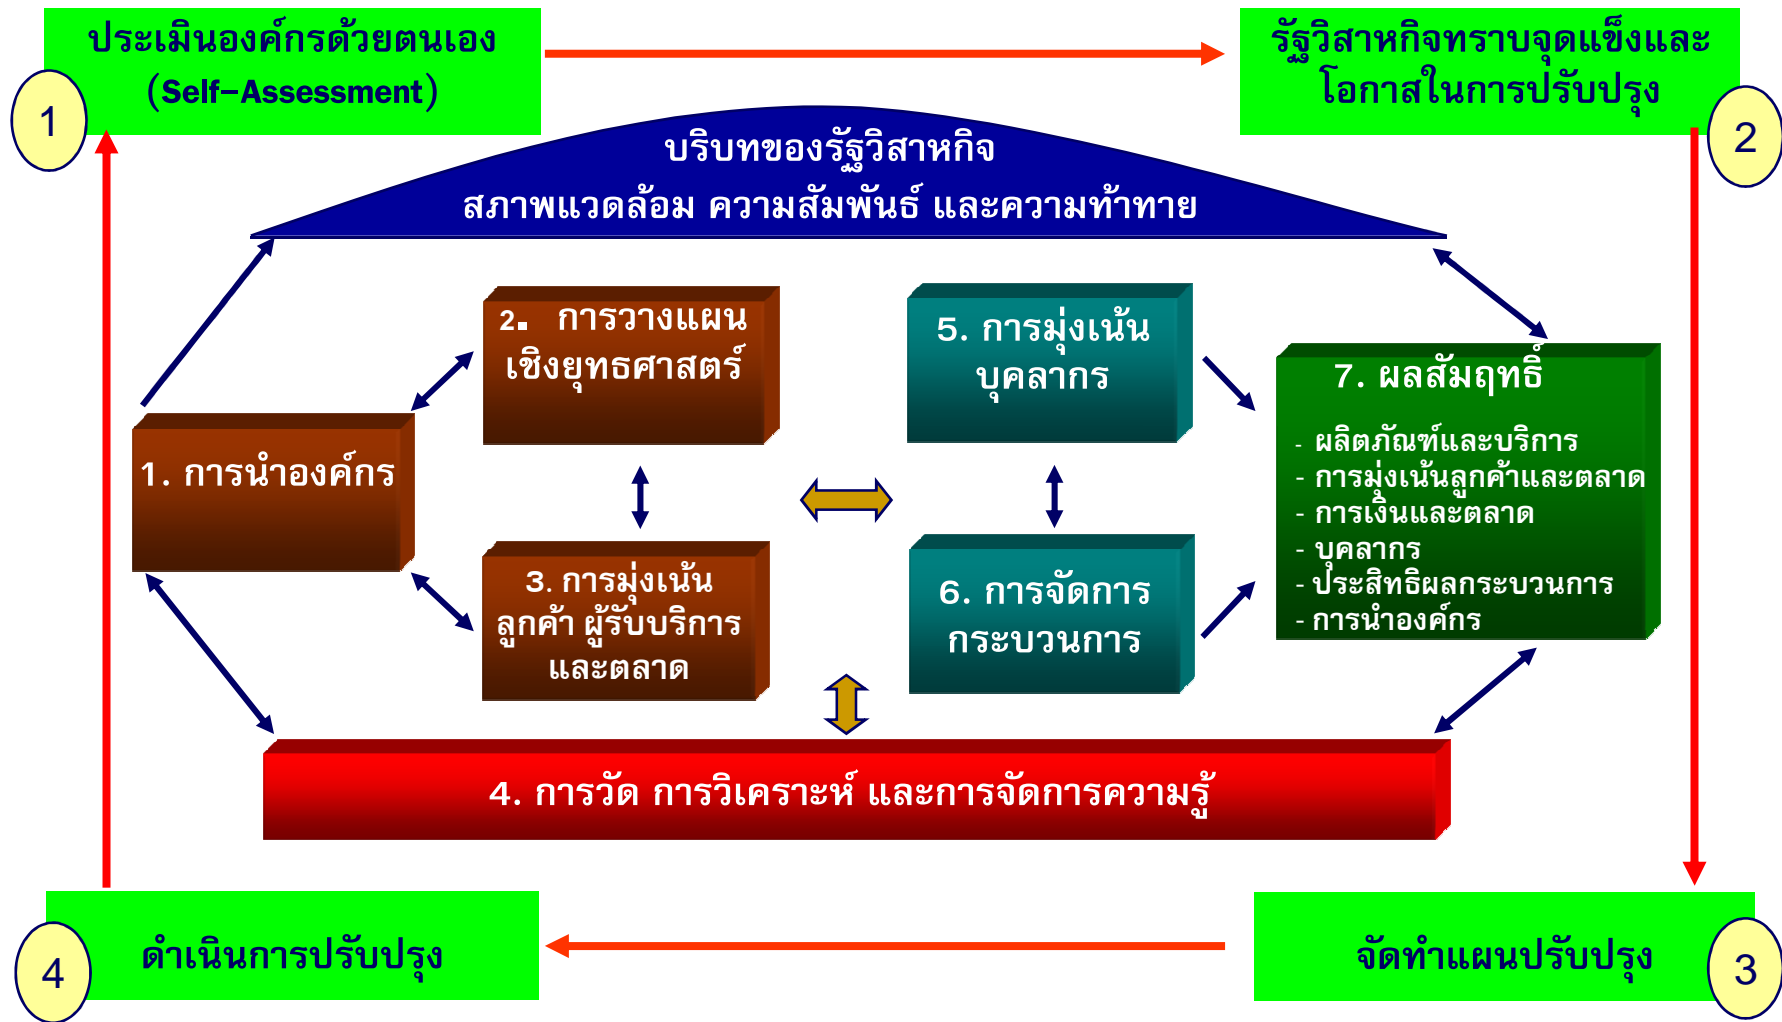 ประเมินองค์กรด้วยตนเอง
(Self-Assessment)
1
รัฐวิสาหกิจทราบจุดแข็งและ
โอกาสในการปรับปรุง
2
บริบทของรัฐวิสาหกิจ
สภาพแวดล้อม ความสัมพันธ์ และความท้าทาย
1. การนำองค์กร
2. การวางแผน
เชิงยุทธศาสตร์
3. การมุ่งเน้น
ลูกค้า ผู้รับบริการ
และตลาด
5. การมุ่งเน้น
บุคลากร
6. การจัดการ
กระบวนการ
7. ผลสัมฤทธิ์
- ผลิตภัณฑ์และบริการ
- การมุ่งเน้นลูกค้าและตลาด
- การเงินและตลาด
- บุคลากร
- ประสิทธิผลกระบวนการ
- การนำองค์กร
4. การวัด การวิเคราะห์ และการจัดการความรู้
ดำเนินการปรับปรุง
4
จัดทำแผนปรับปรุง
3